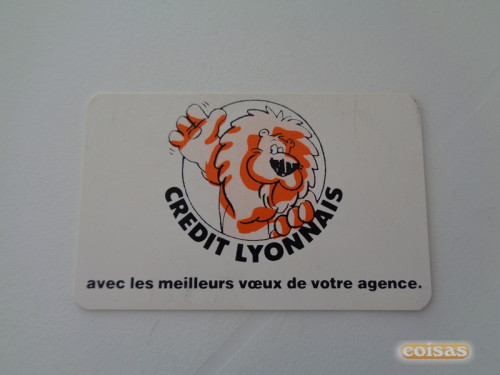 CREDIT LYONNAIS
avec les meilleurs vœux de votre agence.
coisas